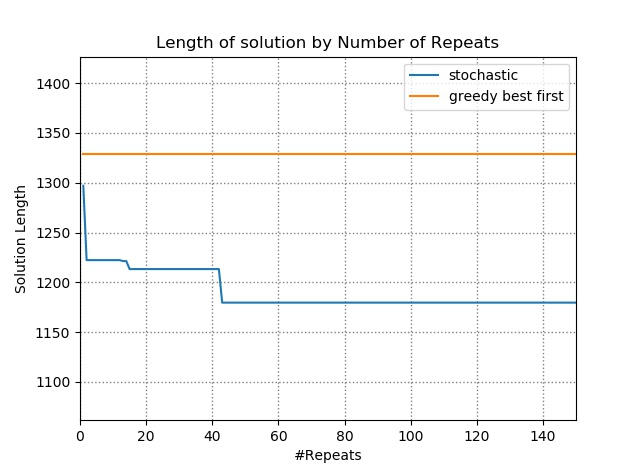 Length of solution by Number of Repeats
stochastic
greedy best first
1400
1350
1300
1250
1200
1150
1100
Solution Length
0 20 40 60 80 100 120 140
#Repeats